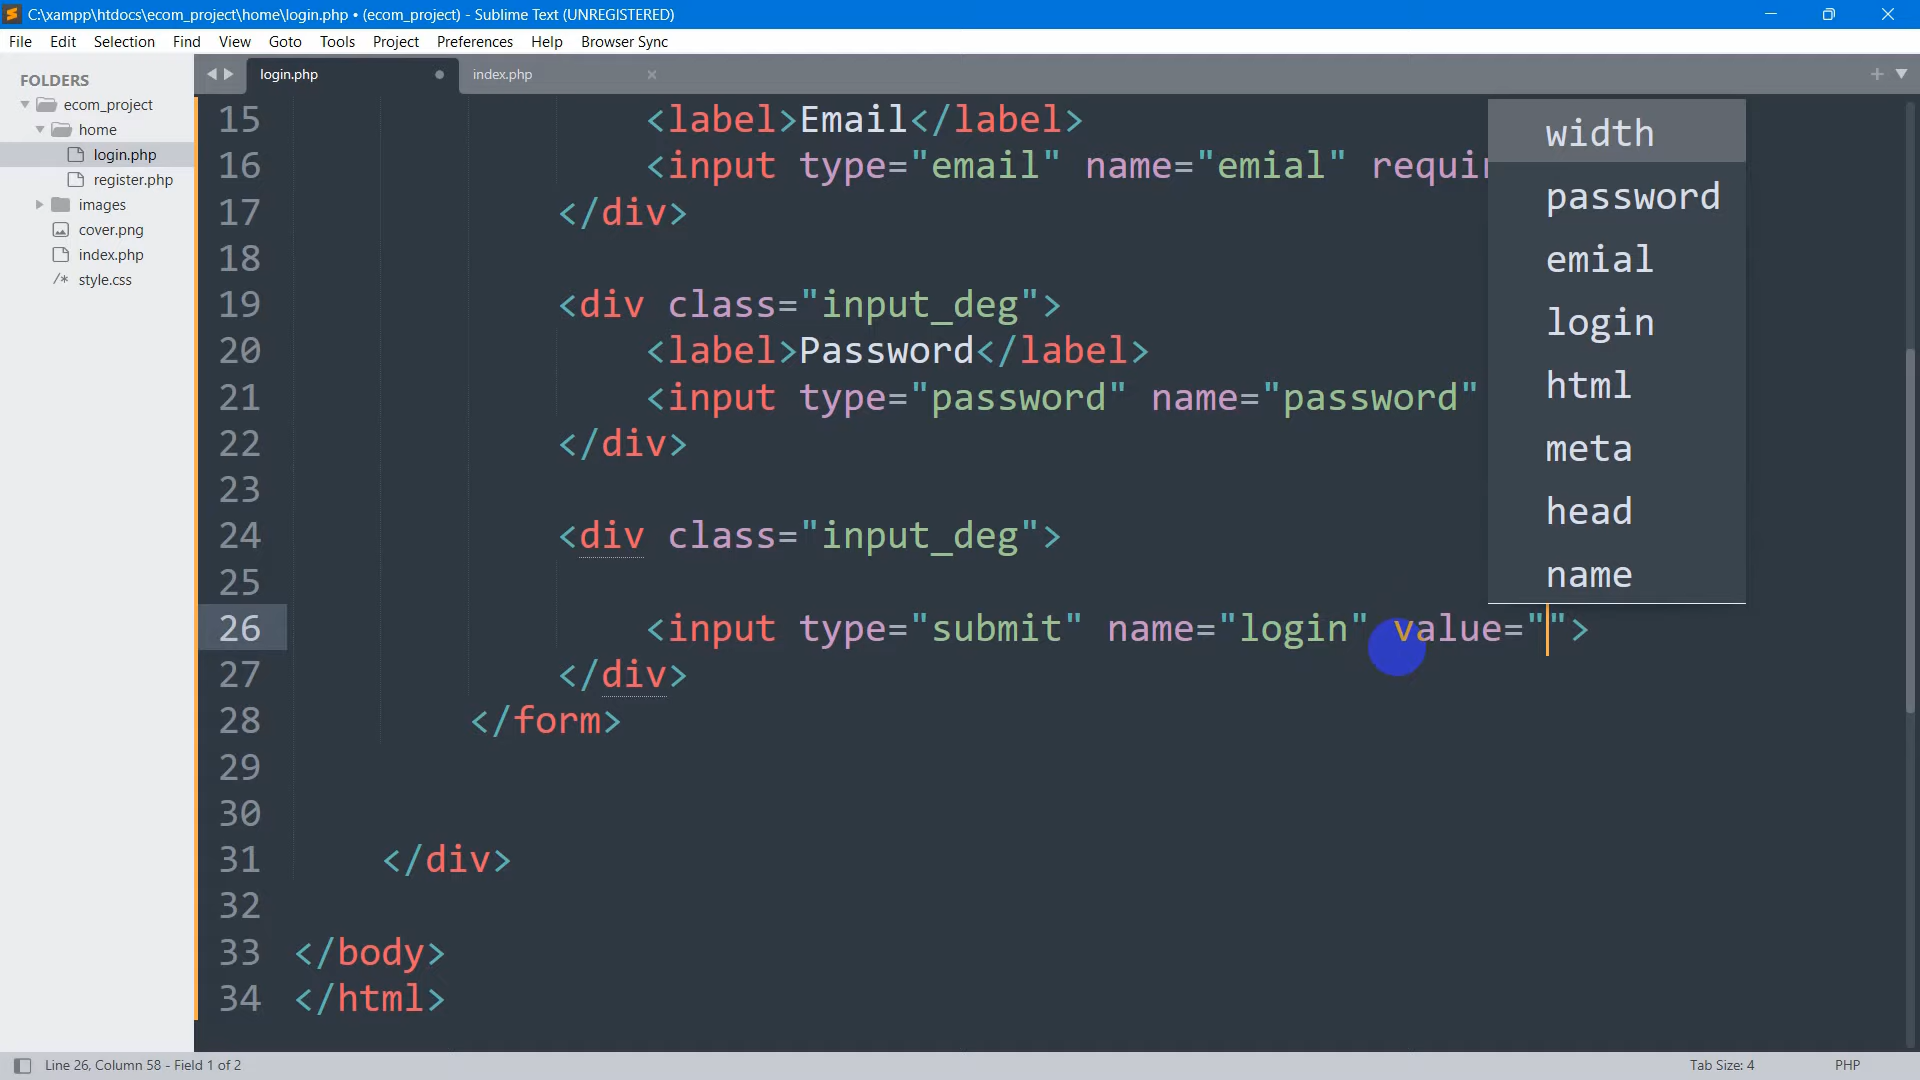 C:\xampp\htdocs\ecom_project\home\login.php • (ecom_project) - Sublime Text (UNREGISTERED)
File Edit Selection Find View Goto Tools Project Preferences Help Browser Sync
FOLDERS
ecom_project
home
login.php
register.php
images
cover.png
index.php
/* style.css
login.php
index.php
15 <label>Email</label>
16 <input type="email" name="emial" requir
17 </div>
18
19 <div class="input_deg">
20 <label>Password</label>
21 <input type="password" name="password"
22 </div>
23
24 <div class="input_deg">
25
26 <input type="submit" name="login" value="">
27 </div>
28 </form>
29
30
31 </div>
32
33 </body>
34 </html>
width
password
emial
login
html
meta
head
name
Line 26, Column 58 - Field 1 of 2
Tab Size: 4
PHP